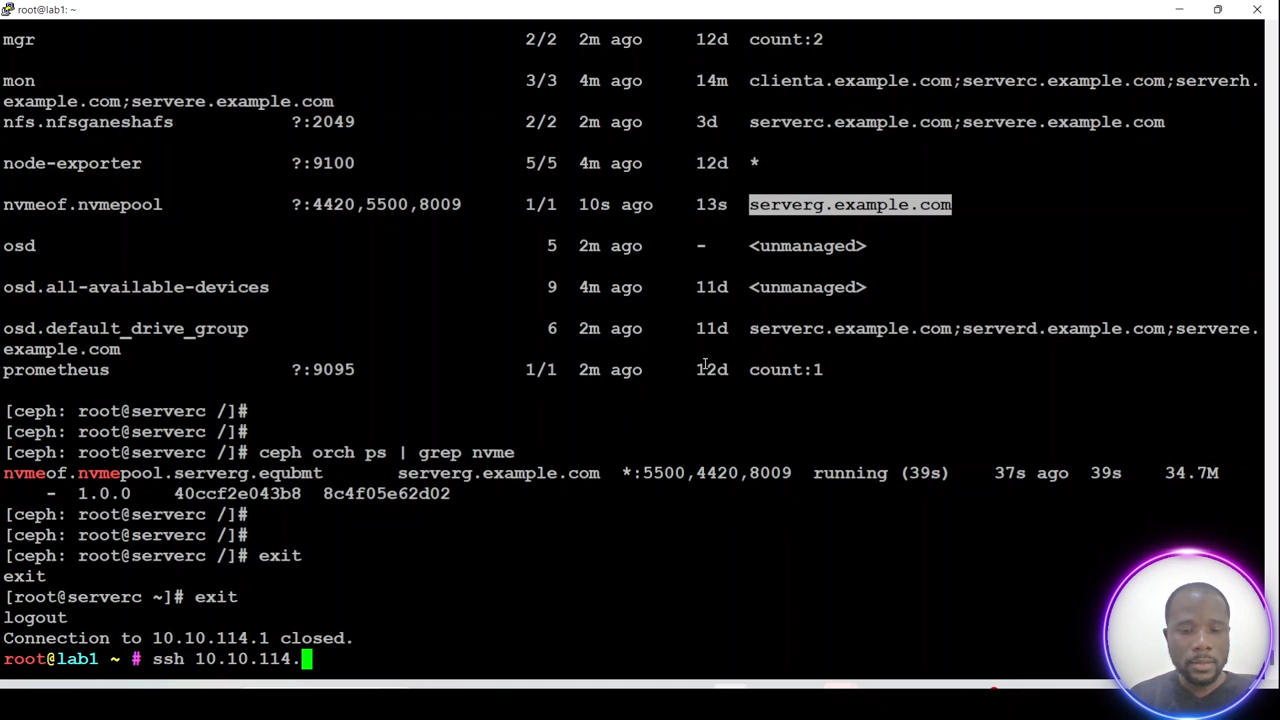 root@lab1: ~
mgr 2/2 2m ago 12d count:2
mon 3/3 4m ago 14m clienta.example.com;serverc.example.com;serverh.
example.com;servere.example.com
nfs.nfsganeshafs ?:2049 2/2 2m ago 3d serverc.example.com;servere.example.com
node-exporter ?:9100 5/5 4m ago 12d *
nvmeof.nvmepool ?:4420,5500,8009 1/1 10s ago 13s serverg.example.com
osd 5 2m ago - <unmanaged>
osd.all-available-devices 9 4m ago 11d <unmanaged>
osd.default_drive_group 6 2m ago 11d serverc.example.com;serverd.example.com;servere.
example.com
prometheus ?:9095 1/1 2m ago 12d count:1
[ceph: root@serverc /]#
[ceph: root@serverc /]#
[ceph: root@serverc /]# ceph orch ps | grep nvme
nvmeof.nvmepool.serverg.equbmt serverg.example.com *:5500,4420,8009 running (39s) 37s ago 39s 34.7M
- 1.0.0 40ccf2e043b8 8c4f05e62d02
[ceph: root@serverc /]#
[ceph: root@serverc /]#
[ceph: root@serverc /]# exit
exit
[root@serverc ~]# exit
logout
Connection to 10.10.114.1 closed.
root@lab1 ~ # ssh 10.10.114.